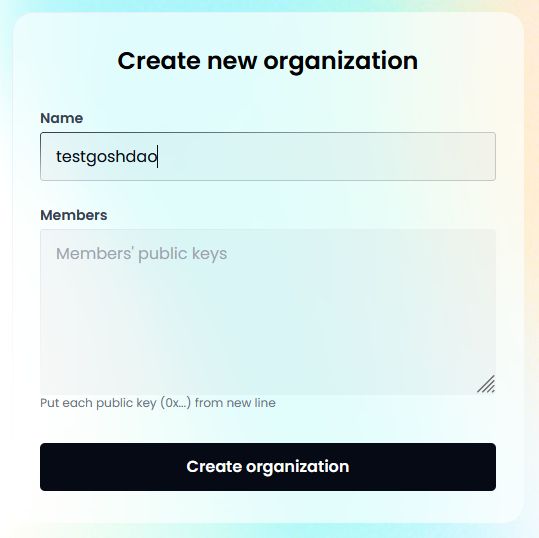 Create new organization
Name
testgoshdao
Members
Members' public keys
Put each public key (0x...) from new line
Create organization